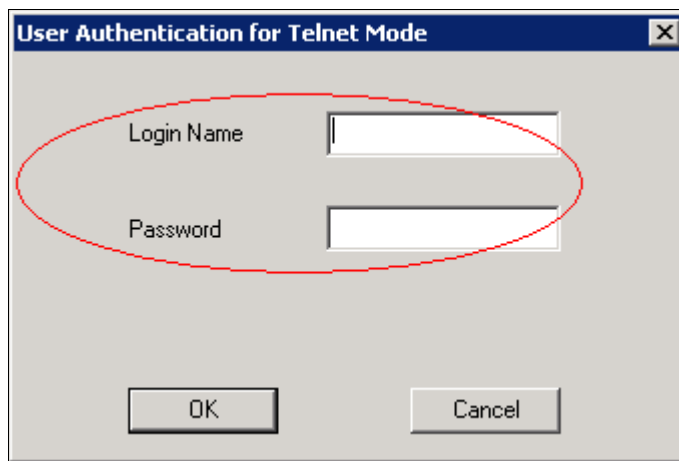 User Authentication for Telnet Mode
Login Name
Password
OK
Cancel